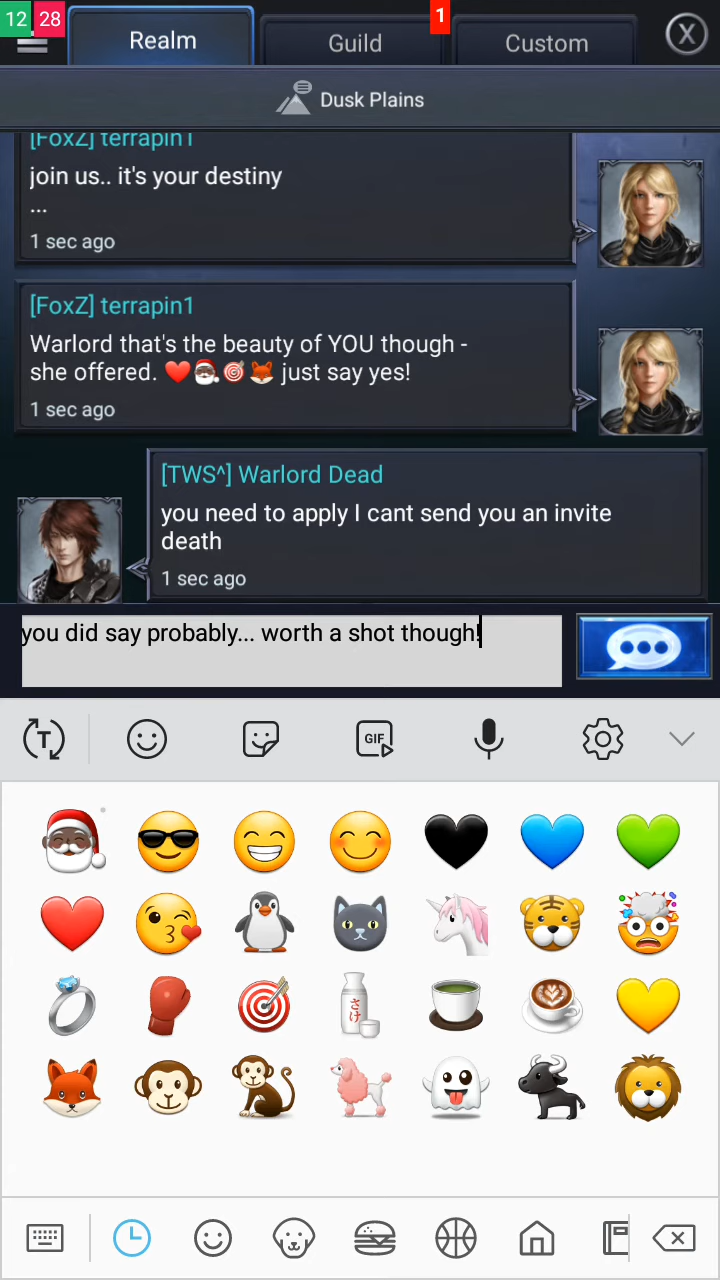 12 28
Realm
Guild
1
Custom
X
Dusk Plains
[FoxZ] terrapin1
join us.. it's your destiny
...
1 sec ago
[FoxZ] terrapin1
Warlord that's the beauty of YOU though -
she offered. ❤️🎅🏿🎯🦊 just say yes!
1 sec ago
[TWS^] Warlord Dead
you need to apply I cant send you an invite
death
1 sec ago
you did say probably... worth a shot though!
T
GIF
さけ